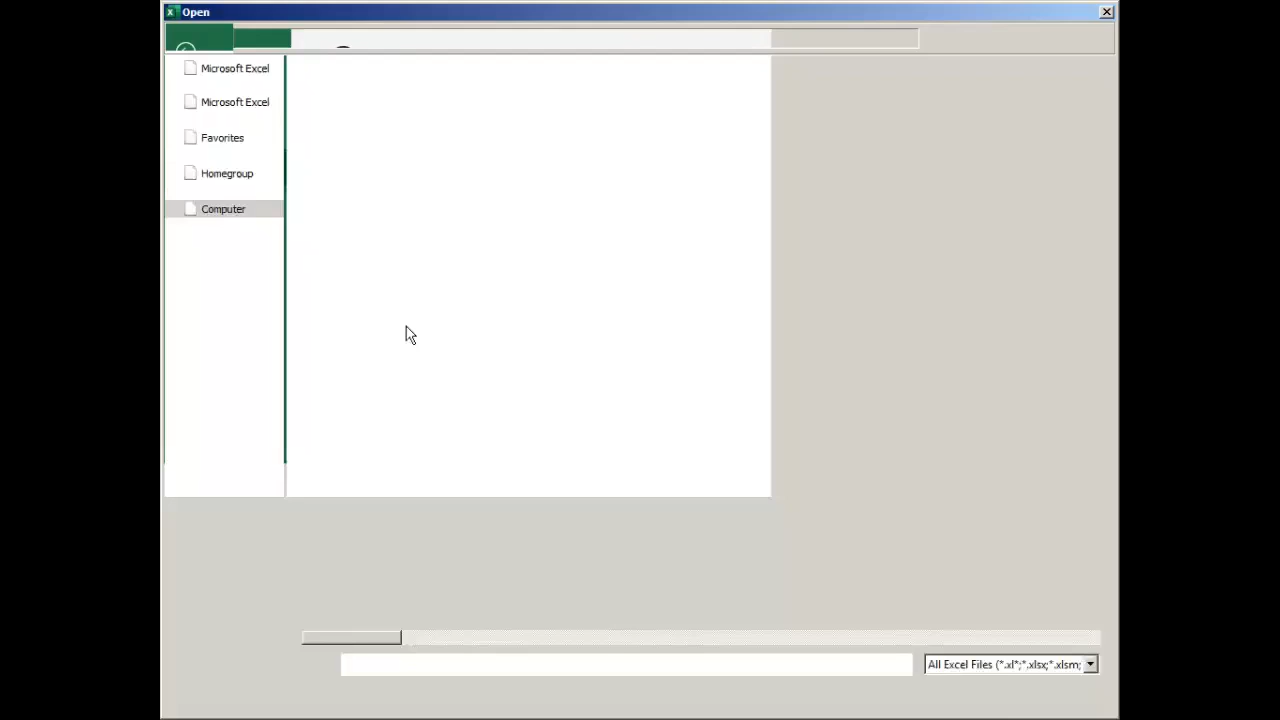 Open
Microsoft Excel
Microsoft Excel
Favorites
Homegroup
Computer
All Excel Files (*.xl*;*.xlsx;*.xlsm;